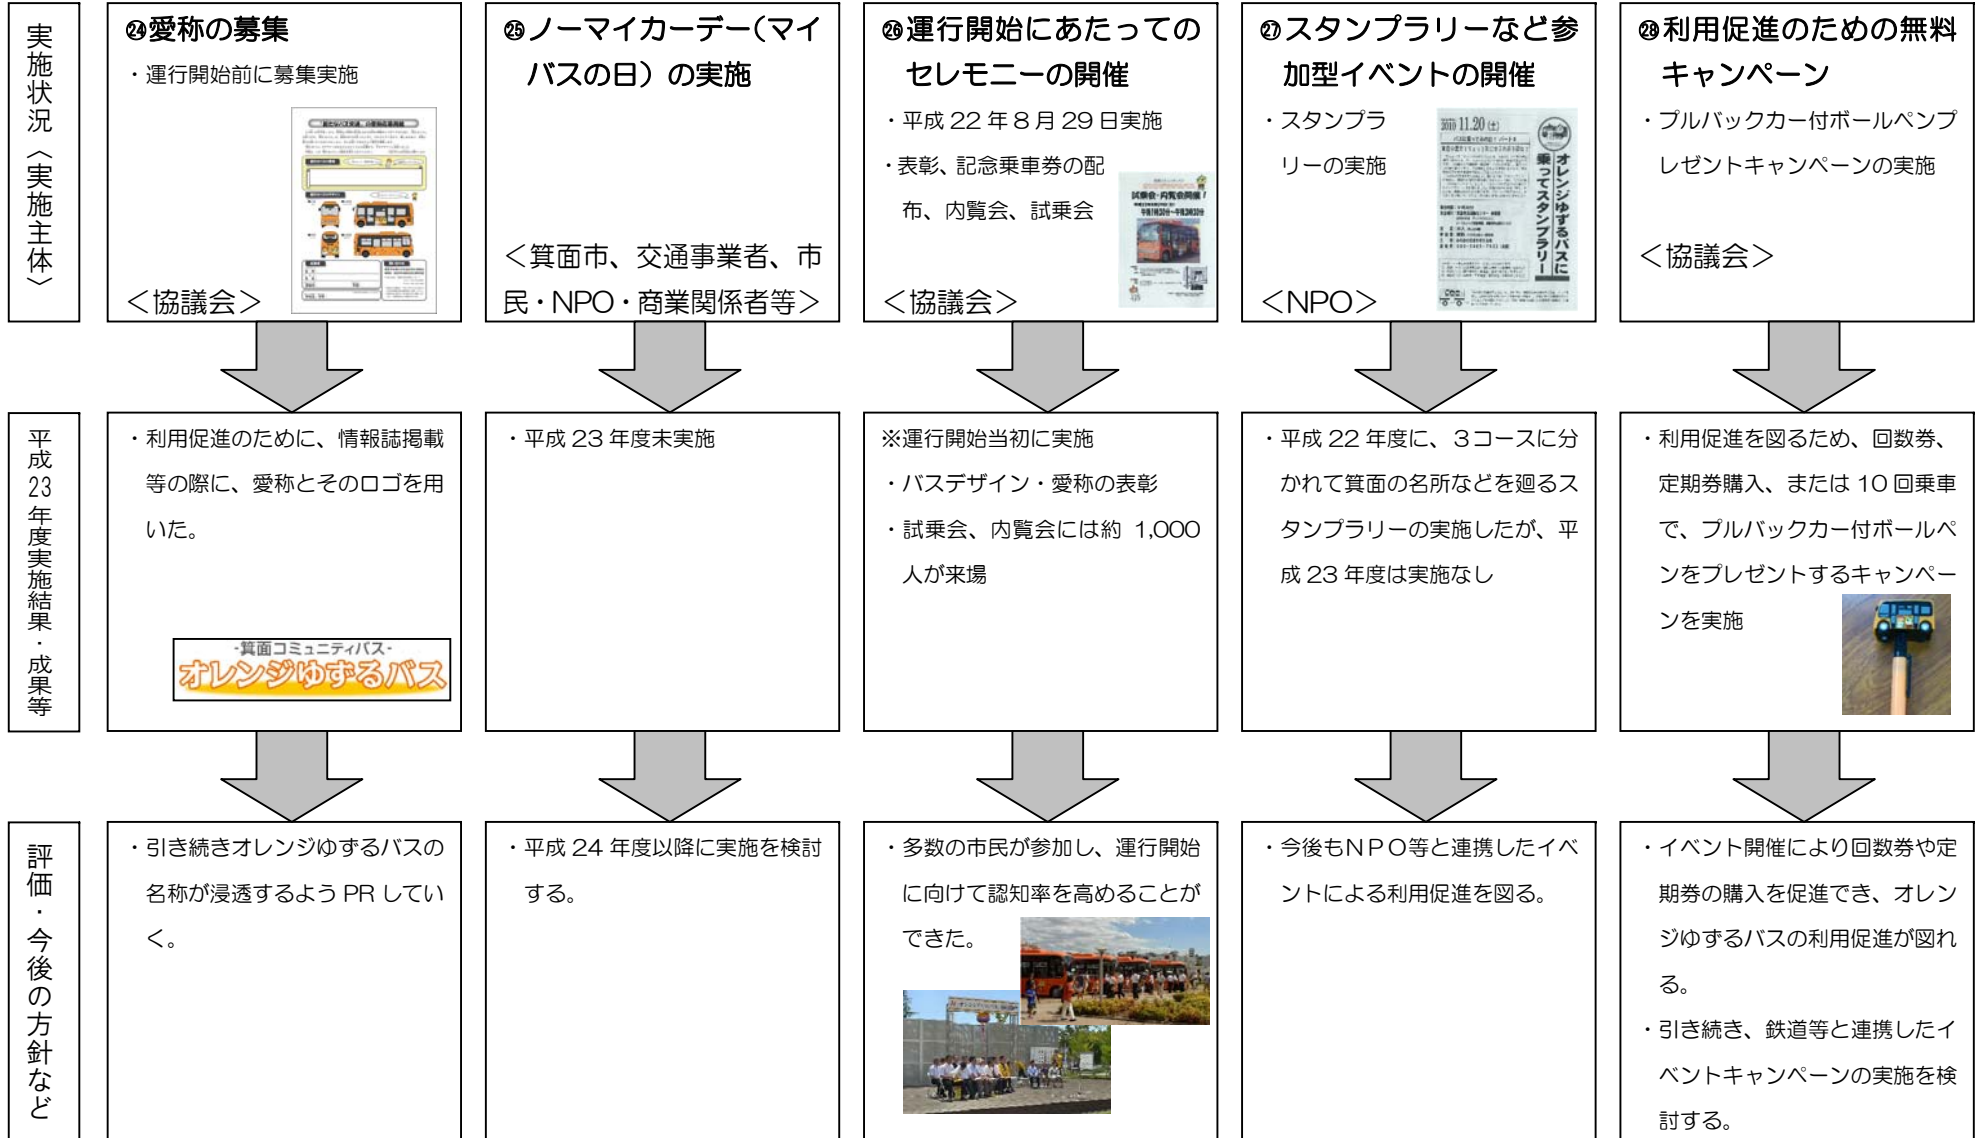 実施状況〈実施主体〉
㉔愛称の募集
・運行開始前に募集実施
＜協議会＞
㉕ノーマイカーデー（マイ
バスの日）の実施
＜箕面市、交通事業者、市
民・NPO・商業関係者等＞
㉖運行開始にあたっての
セレモニーの開催
・平成 22 年 8 月 29 日実施
・表彰、記念乗車券の配
布、内覧会、試乗会
試乗会・内覧会開催！
＜協議会＞
㉗スタンプラリーなど参
加型イベントの開催
・スタンプラ
リーの実施
2010 11.20 (土)
オレンジゆずるバスに
乗ってスタンプラリー
＜NPO＞
㉘利用促進のための無料
キャンペーン
・プルバックカー付ボールペンプ
レゼントキャンペーンの実施
＜協議会＞
平成 23 年度実施結果・成果等
・利用促進のために、情報誌掲載
等の際に、愛称とそのロゴを用
いた。
-箕面コミュニティバス-
オレンジゆずるバス
・平成 23 年度未実施
※運行開始当初に実施
・バスデザイン・愛称の表彰
・試乗会、内覧会には約 1,000
人が来場
・平成 22 年度に、３コースに分
かれて箕面の名所などを廻るス
タンプラリーの実施したが、平
成 23 年度は実施なし
・利用促進を図るため、回数券、
定期券購入、または 10 回乗車
で、プルバックカー付ボールペ
ンをプレゼントするキャンペー
ンを実施
評価・今後の方針など
・引き続きオレンジゆずるバスの
名称が浸透するよう PR してい
く。
・平成 24 年度以降に実施を検討
する。
・多数の市民が参加し、運行開始
に向けて認知率を高めることが
できた。
・今後もＮＰＯ等と連携したイベ
ントによる利用促進を図る。
・イベント開催により回数券や定
期券の購入を促進でき、オレン
ジゆずるバスの利用促進が図れ
る。
・引き続き、鉄道等と連携したイ
ベントキャンペーンの実施を検
討する。